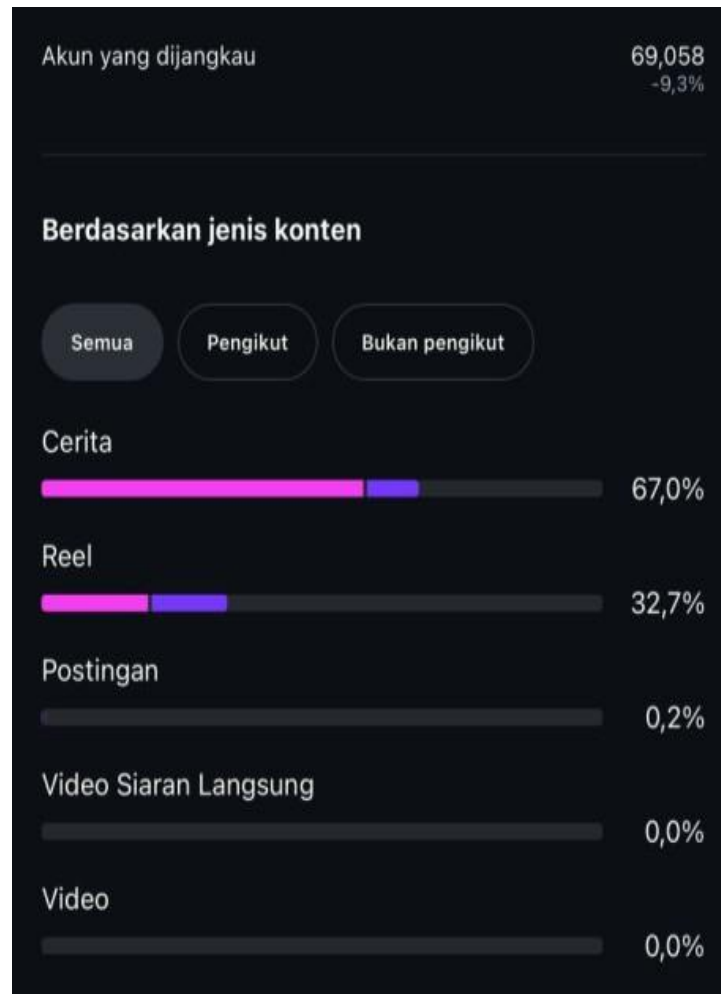 Akun yang dijangkau 69,058
-9,3%
Berdasarkan jenis konten
Semua Pengikut Bukan pengikut
Cerita
67,0%
Reel
32,7%
Postingan
0,2%
Video Siaran Langsung
0,0%
Video
0,0%